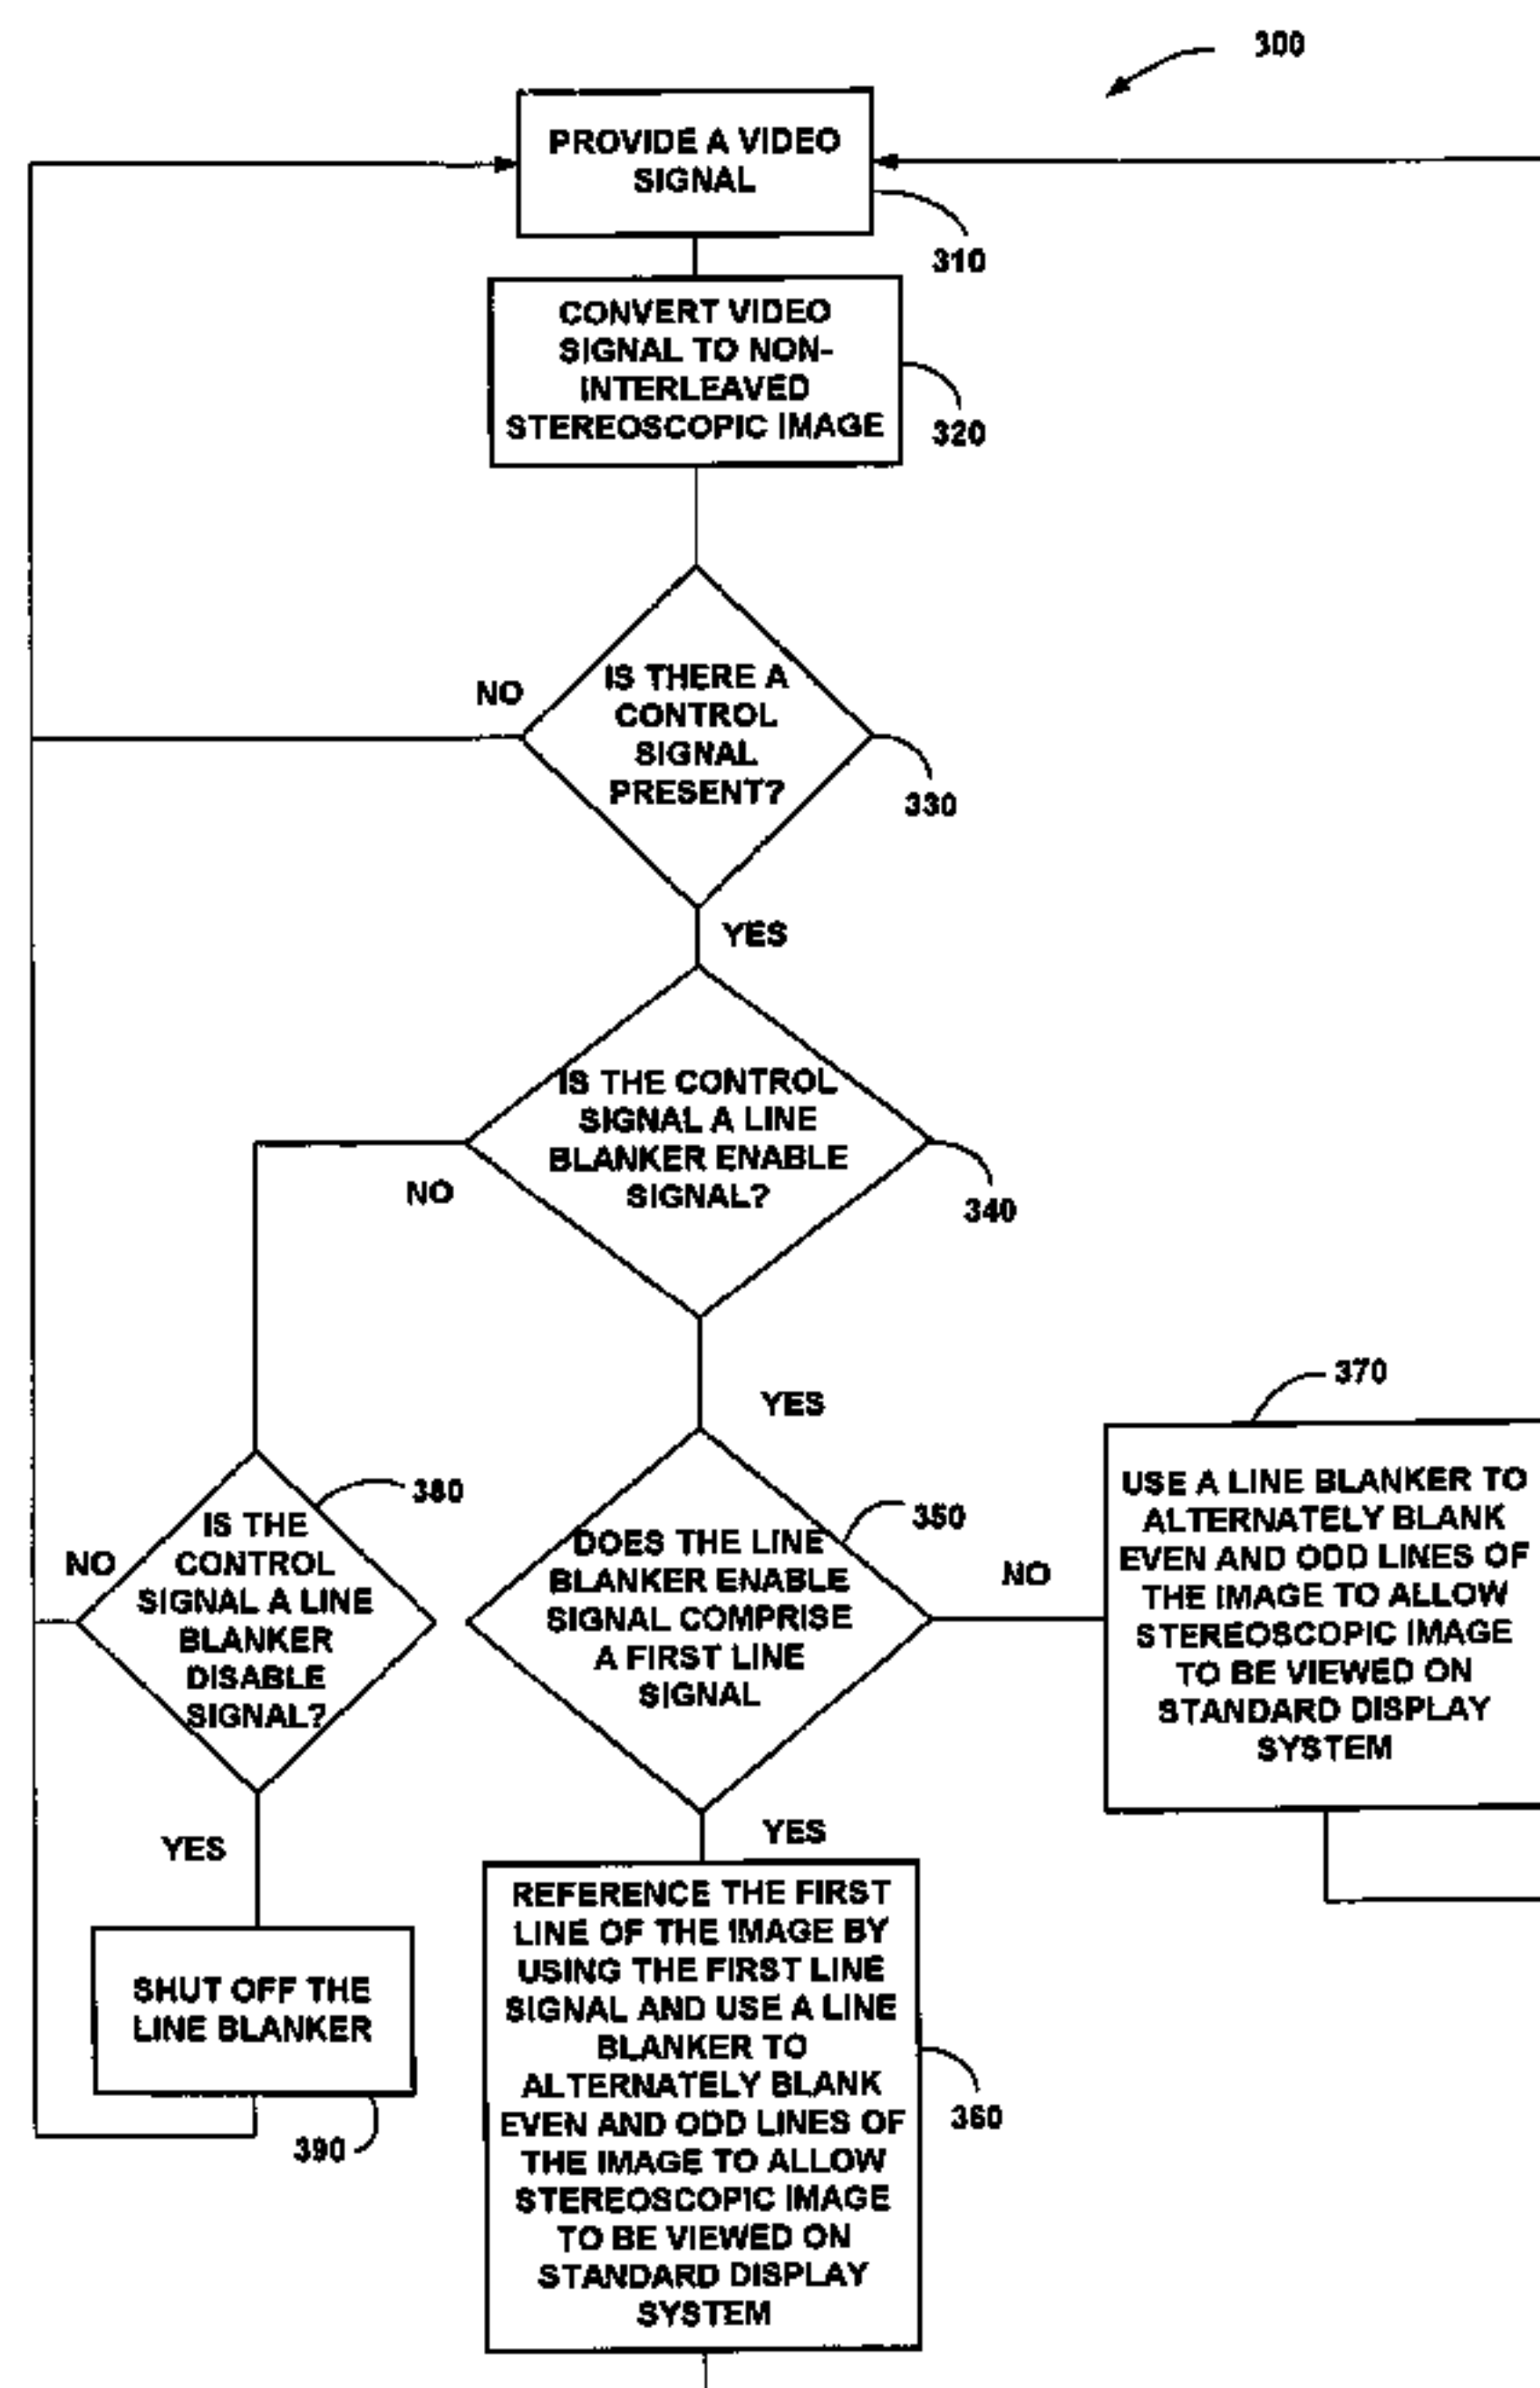 300
PROVIDE A VIDEO
SIGNAL
310
CONVERT VIDEO
SIGNAL TO NON-
INTERLEAVED
STEREOSCOPIC IMAGE
320
IS THERE A
CONTROL
SIGNAL
PRESENT?
NO
330
YES
IS THE CONTROL
SIGNAL A LINE
BLANKER ENABLE
SIGNAL?
NO
340
YES
370
USE A LINE BLANKER TO
ALTERNATELY BLANK
EVEN AND ODD LINES OF
THE IMAGE TO ALLOW
STEREOSCOPIC IMAGE
TO BE VIEWED ON
STANDARD DISPLAY
SYSTEM
380
IS THE
CONTROL
SIGNAL A LINE
BLANKER
DISABLE
SIGNAL?
NO
350
DOES THE LINE
BLANKER ENABLE
SIGNAL COMPRISE
A FIRST LINE
SIGNAL
NO
YES
YES
SHUT OFF THE
LINE BLANKER
390
REFERENCE THE FIRST
LINE OF THE IMAGE BY
USING THE FIRST LINE
SIGNAL AND USE A LINE
BLANKER TO
ALTERNATELY BLANK
EVEN AND ODD LINES OF
THE IMAGE TO ALLOW
STEREOSCOPIC IMAGE
TO BE VIEWED ON
STANDARD DISPLAY
SYSTEM
360